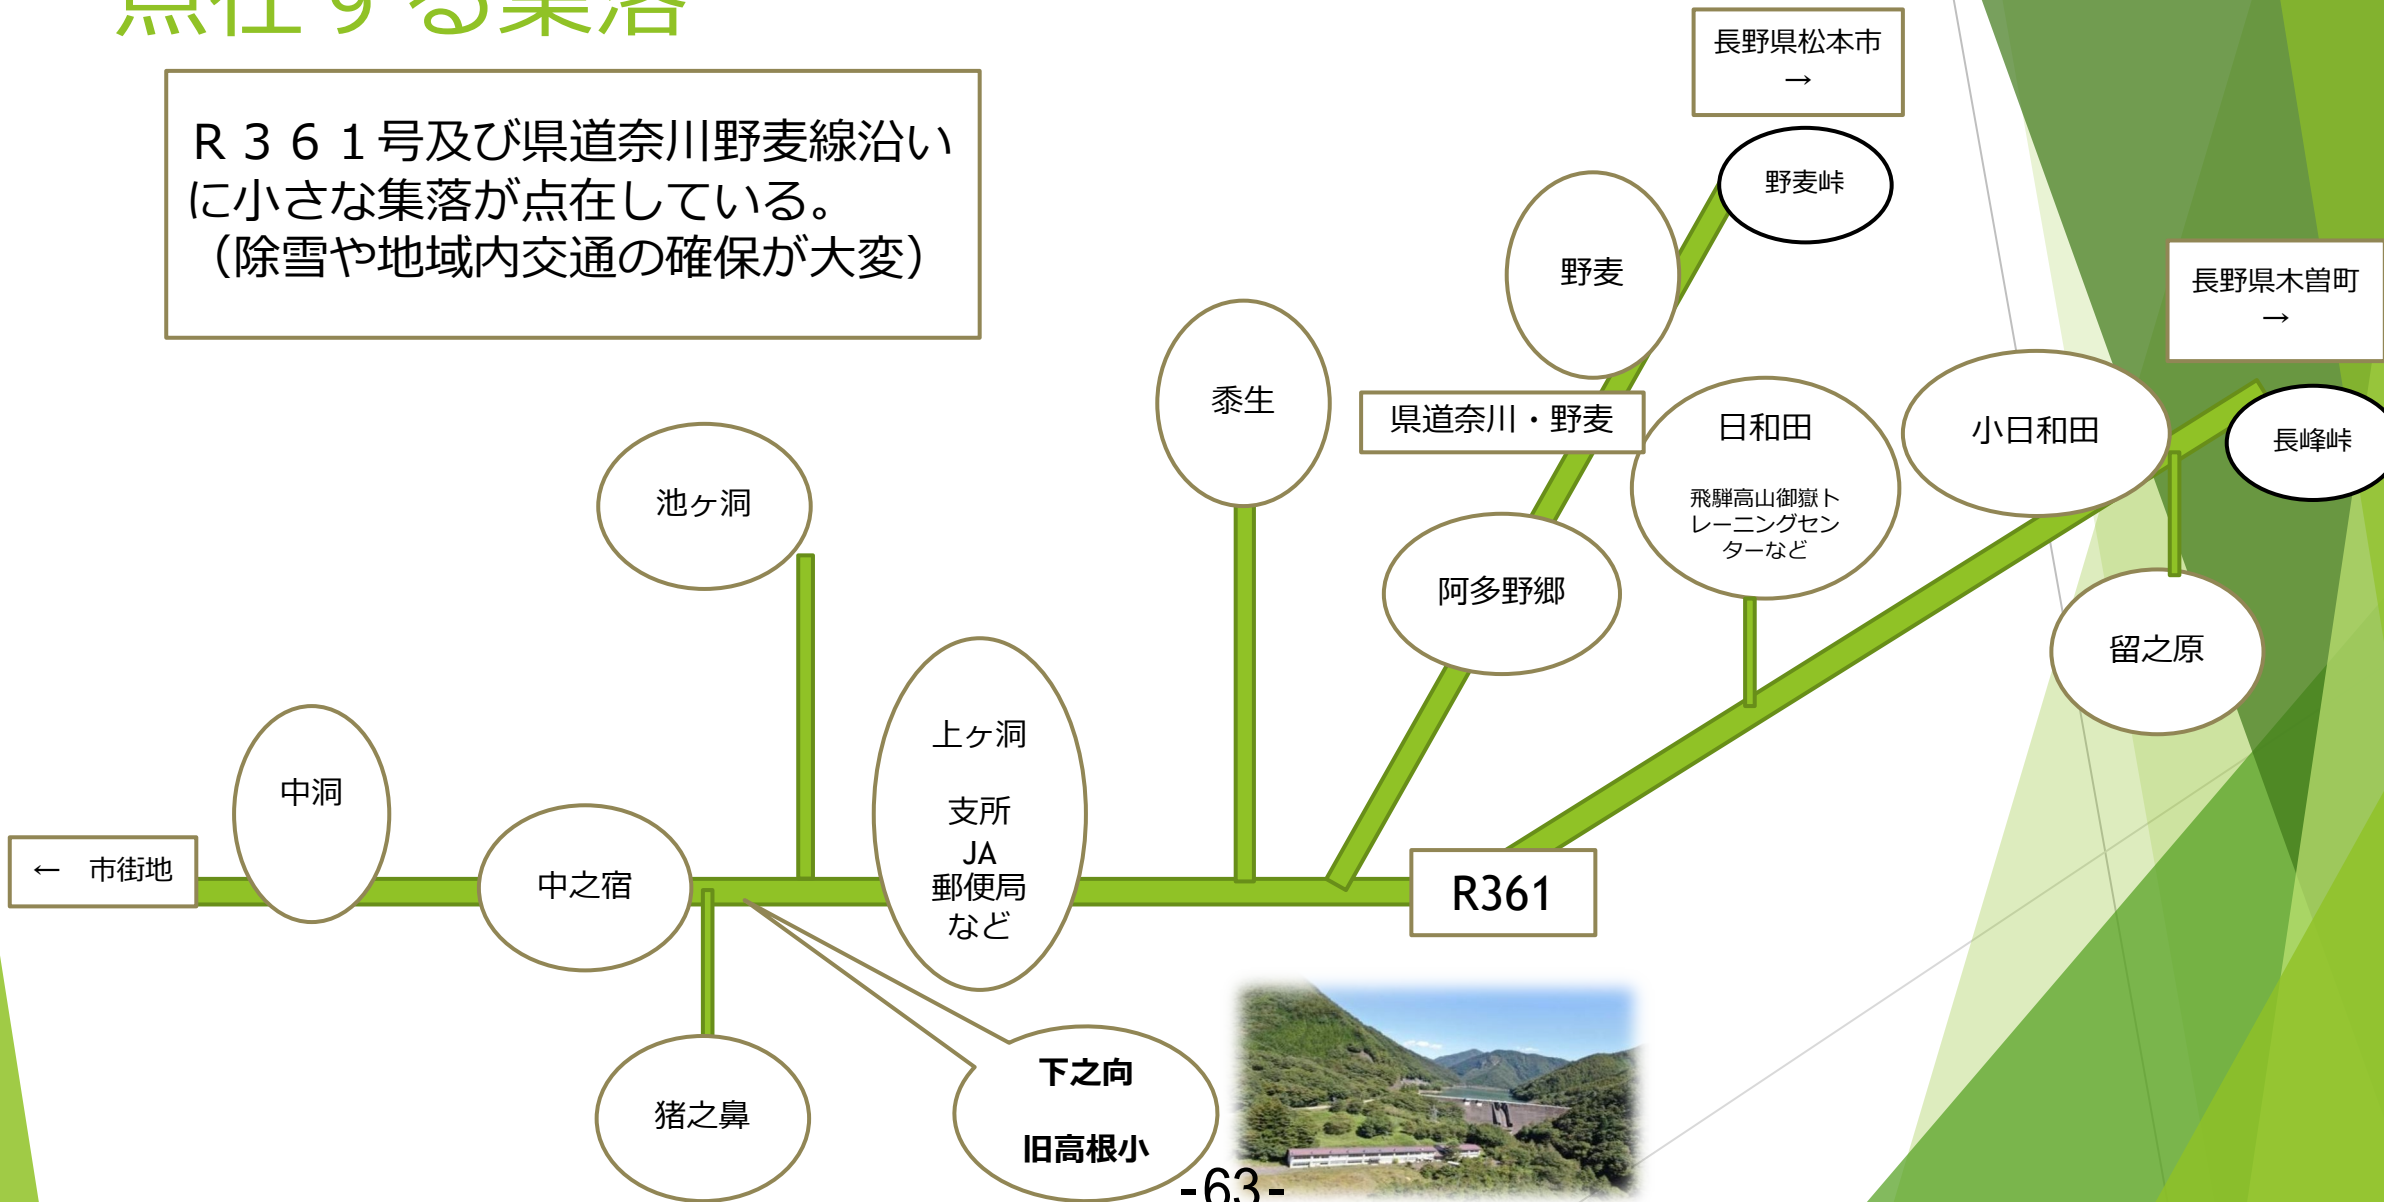 点在する集落
Ｒ３６１号及び県道奈川野麦線沿い
に小さな集落が点在している。
（除雪や地域内交通の確保が大変）
長野県松本市
→
野麦峠
野麦
長野県木曽町
→
長峰峠
黍生
県道奈川・野麦
日和田
飛騨高山御嶽ト
レーニングセン
ターなど
小日和田
池ヶ洞
阿多野郷
留之原
上ヶ洞
支所
JA
郵便局
など
中洞
← 市街地
中之宿
R361
猪之鼻
下之向
旧高根小
-63-